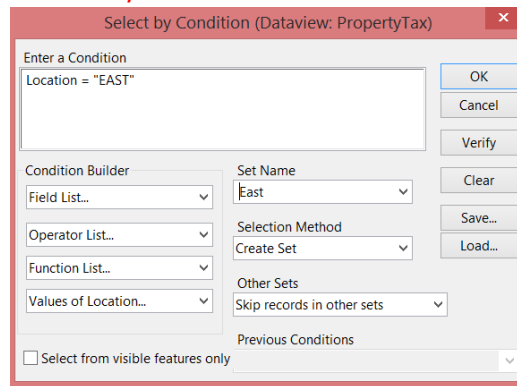 Select by Condition (Dataview: PropertyTax)
x
Enter a Condition
Location = "EAST"
OK
Cancel
Verify
Clear
Save...
Load...
Condition Builder
Field List...
Operator List...
Function List...
Values of Location...
Set Name
East
Selection Method
Create Set
Other Sets
Skip records in other sets
Previous Conditions
Select from visible features only